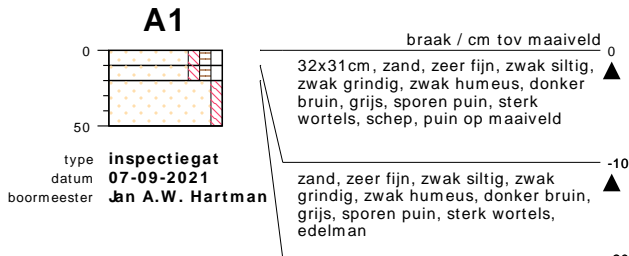 A1
braak / cm tov maaiveld
0
0
32x31cm, zand, zeer fijn, zwak siltig,
zwak grindig, zwak humeus, donker
bruin, grijs, sporen puin, sterk
wortels, schep, puin op maaiveld
50
type inspectiegat
datum 07-09-2021
boormeester Jan A.W. Hartman
-10
zand, zeer fijn, zwak siltig, zwak
grindig, zwak humeus, donker bruin,
grijs, sporen puin, sterk wortels,
edelman